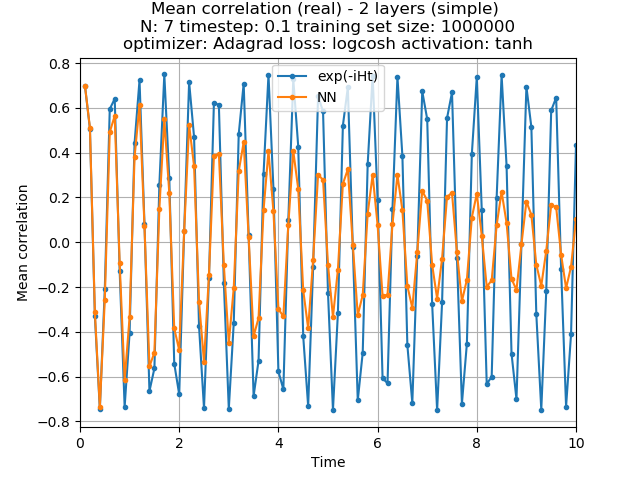 Mean correlation (real) - 2 layers (simple)
N: 7 timestep: 0.1 training set size: 1000000
optimizer: Adagrad loss: logcosh activation: tanh
exp(-iHt)
NN
Mean correlation
0.8
0.6
0.4
0.2
0.0
−0.2
−0.4
−0.6
−0.8
0 2 4 6 8 10
Time